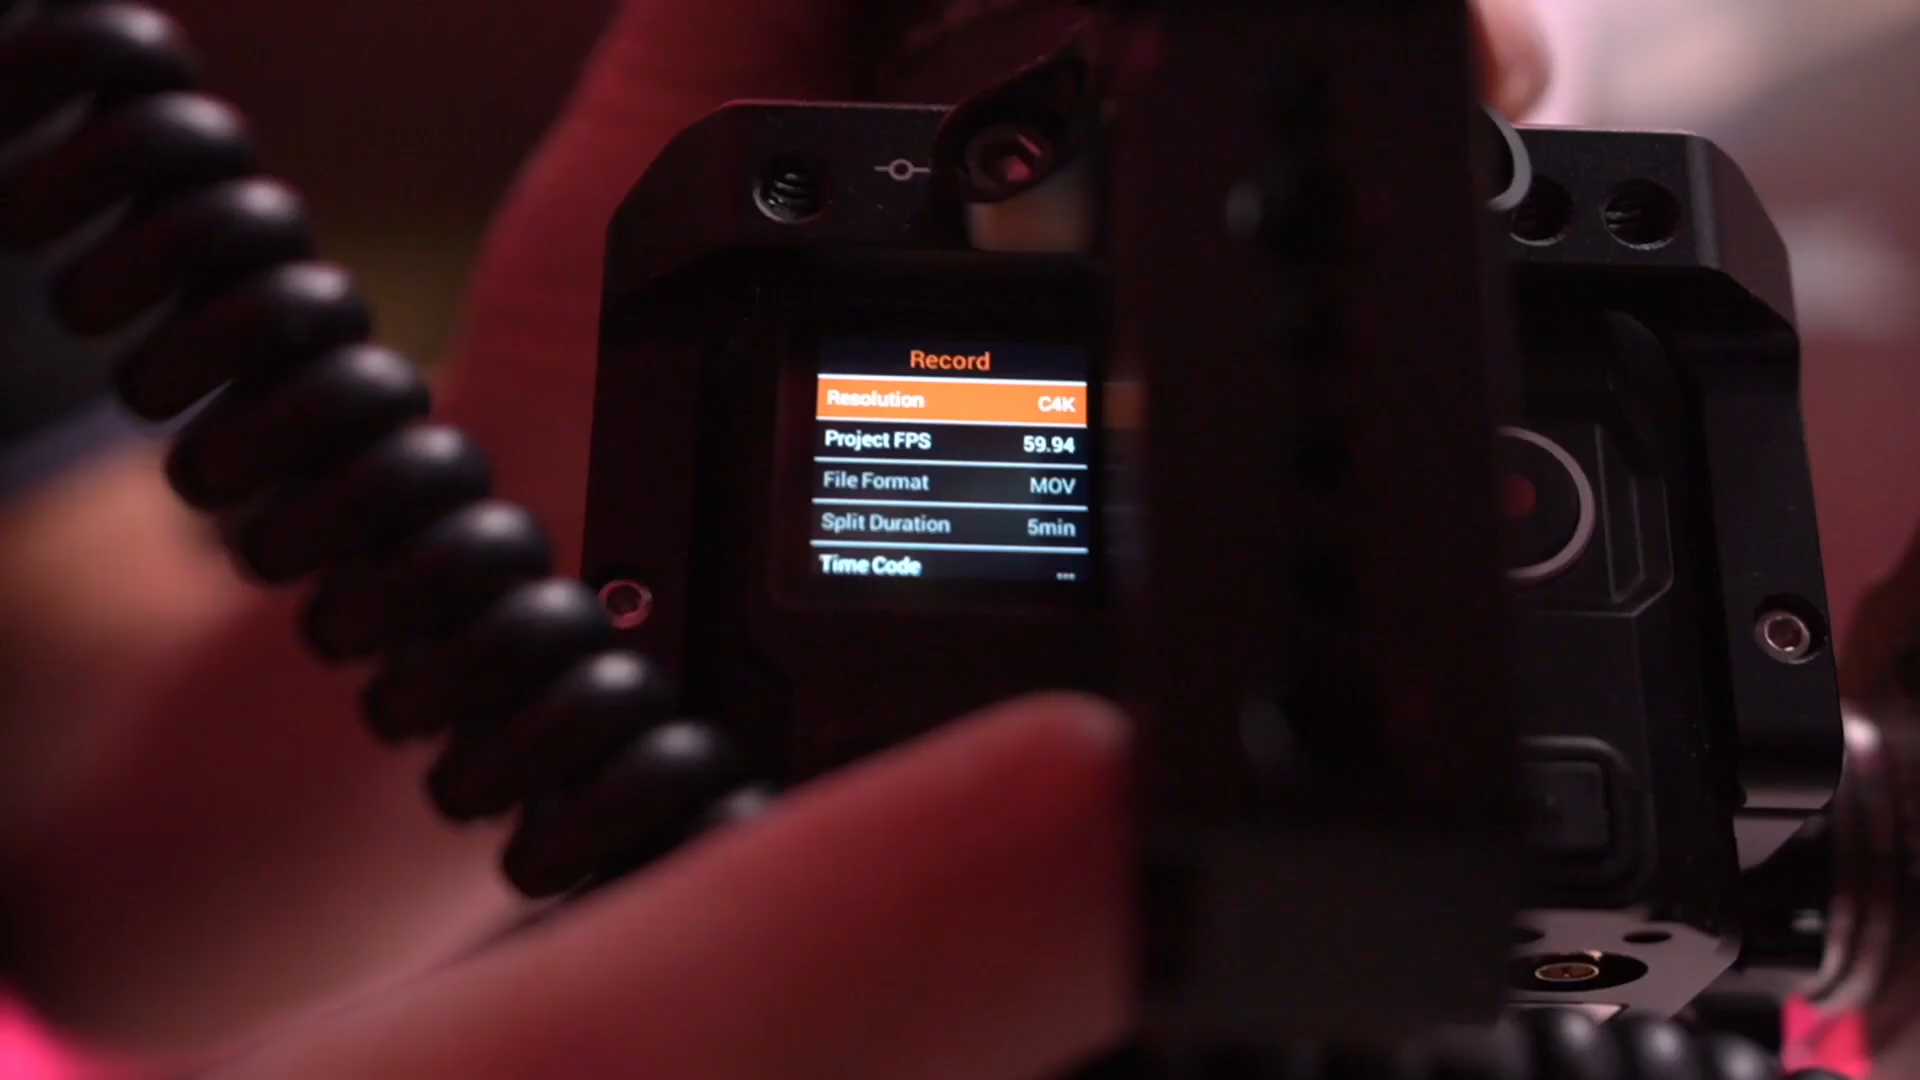 Record
Resolution C4K
Project FPS 59.94
File Format MOV
Split Duration 5min
Time Code ...